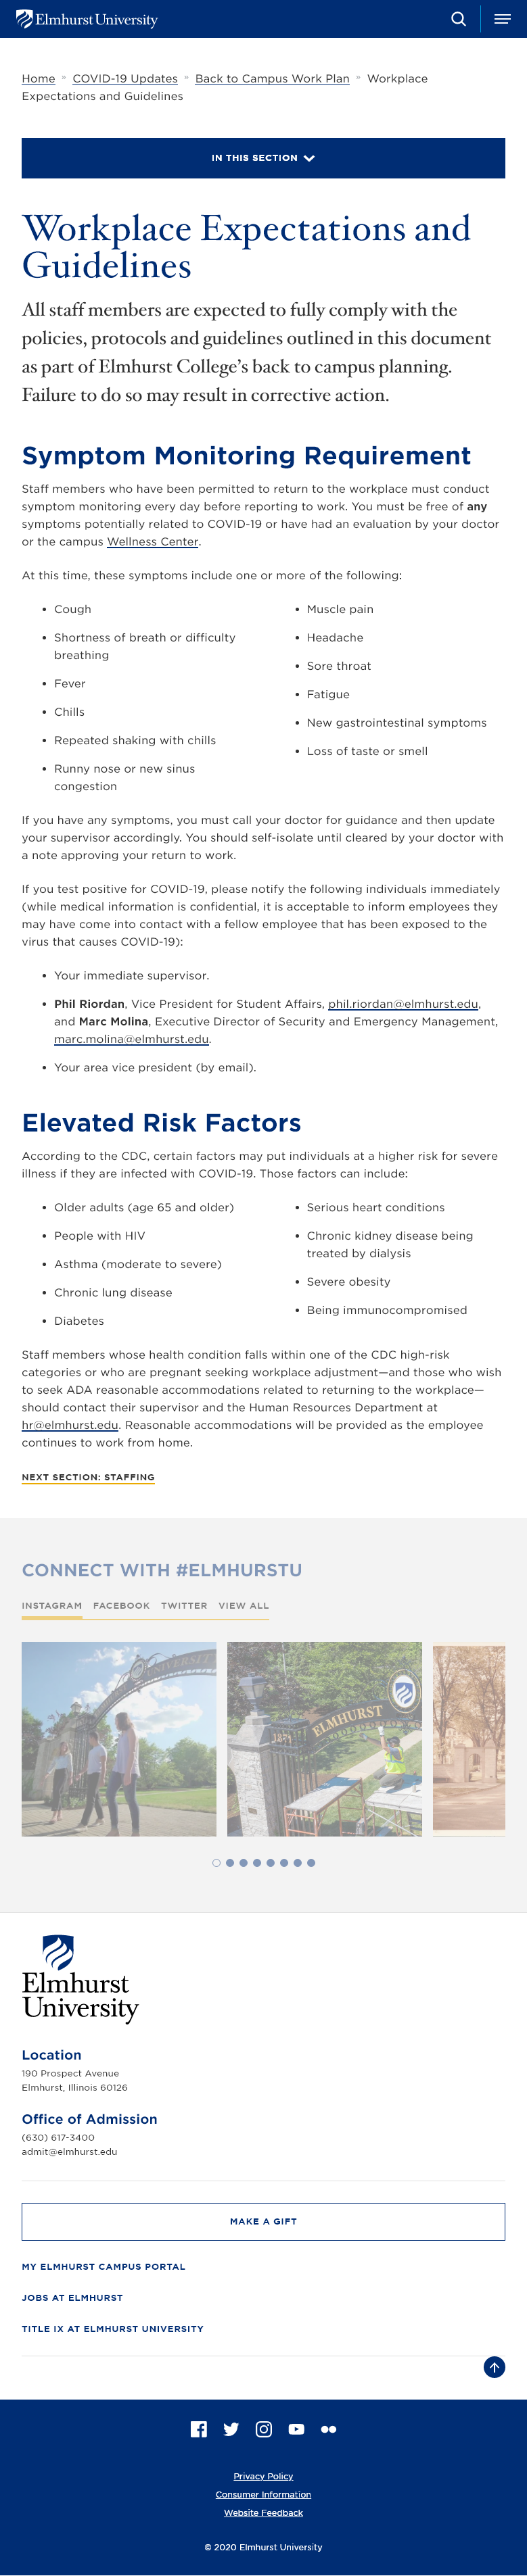 Elmhurst University
Home » COVID-19 Updates » Back to Campus Work Plan » Workplace
Expectations and Guidelines
IN THIS SECTION
Workplace Expectations and
Guidelines
All staff members are expected to fully comply with the
policies, protocols and guidelines outlined in this document
as part of Elmhurst College’s back to campus planning.
Failure to do so may result in corrective action.
Symptom Monitoring Requirement
Staff members who have been permitted to return to the workplace must conduct
symptom monitoring every day before reporting to work. You must be free of any
symptoms potentially related to COVID-19 or have had an evaluation by your doctor
or the campus Wellness Center.
At this time, these symptoms include one or more of the following:
• Cough
• Shortness of breath or difficulty
breathing
• Fever
• Chills
• Repeated shaking with chills
• Runny nose or new sinus
congestion
• Muscle pain
• Headache
• Sore throat
• Fatigue
• New gastrointestinal symptoms
• Loss of taste or smell
If you have any symptoms, you must call your doctor for guidance and then update
your supervisor accordingly. You should self-isolate until cleared by your doctor with
a note approving your return to work.
If you test positive for COVID-19, please notify the following individuals immediately
(while medical information is confidential, it is acceptable to inform employees they
may have come into contact with a fellow employee that has been exposed to the
virus that causes COVID-19):
• Your immediate supervisor.
• Phil Riordan, Vice President for Student Affairs, phil.riordan@elmhurst.edu,
and Marc Molina, Executive Director of Security and Emergency Management,
marc.molina@elmhurst.edu.
• Your area vice president (by email).
Elevated Risk Factors
According to the CDC, certain factors may put individuals at a higher risk for severe
illness if they are infected with COVID-19. Those factors can include:
• Older adults (age 65 and older)
• People with HIV
• Asthma (moderate to severe)
• Chronic lung disease
• Diabetes
• Serious heart conditions
• Chronic kidney disease being
treated by dialysis
• Severe obesity
• Being immunocompromised
Staff members whose health condition falls within one of the CDC high-risk
categories or who are pregnant seeking workplace adjustment—and those who wish
to seek ADA reasonable accommodations related to returning to the workplace—
should contact their supervisor and the Human Resources Department at
hr@elmhurst.edu. Reasonable accommodations will be provided as the employee
continues to work from home.
NEXT SECTION: STAFFING
CONNECT WITH #ELMHURSTU
INSTAGRAM FACEBOOK TWITTER VIEW ALL
ELMHURST
Elmhurst
University
Location
190 Prospect Avenue
Elmhurst, Illinois 60126
Office of Admission
(630) 617-3400
admit@elmhurst.edu
MAKE A GIFT
MY ELMHURST CAMPUS PORTAL
JOBS AT ELMHURST
TITLE IX AT ELMHURST UNIVERSITY
Privacy Policy
Consumer Information
Website Feedback
© 2020 Elmhurst University